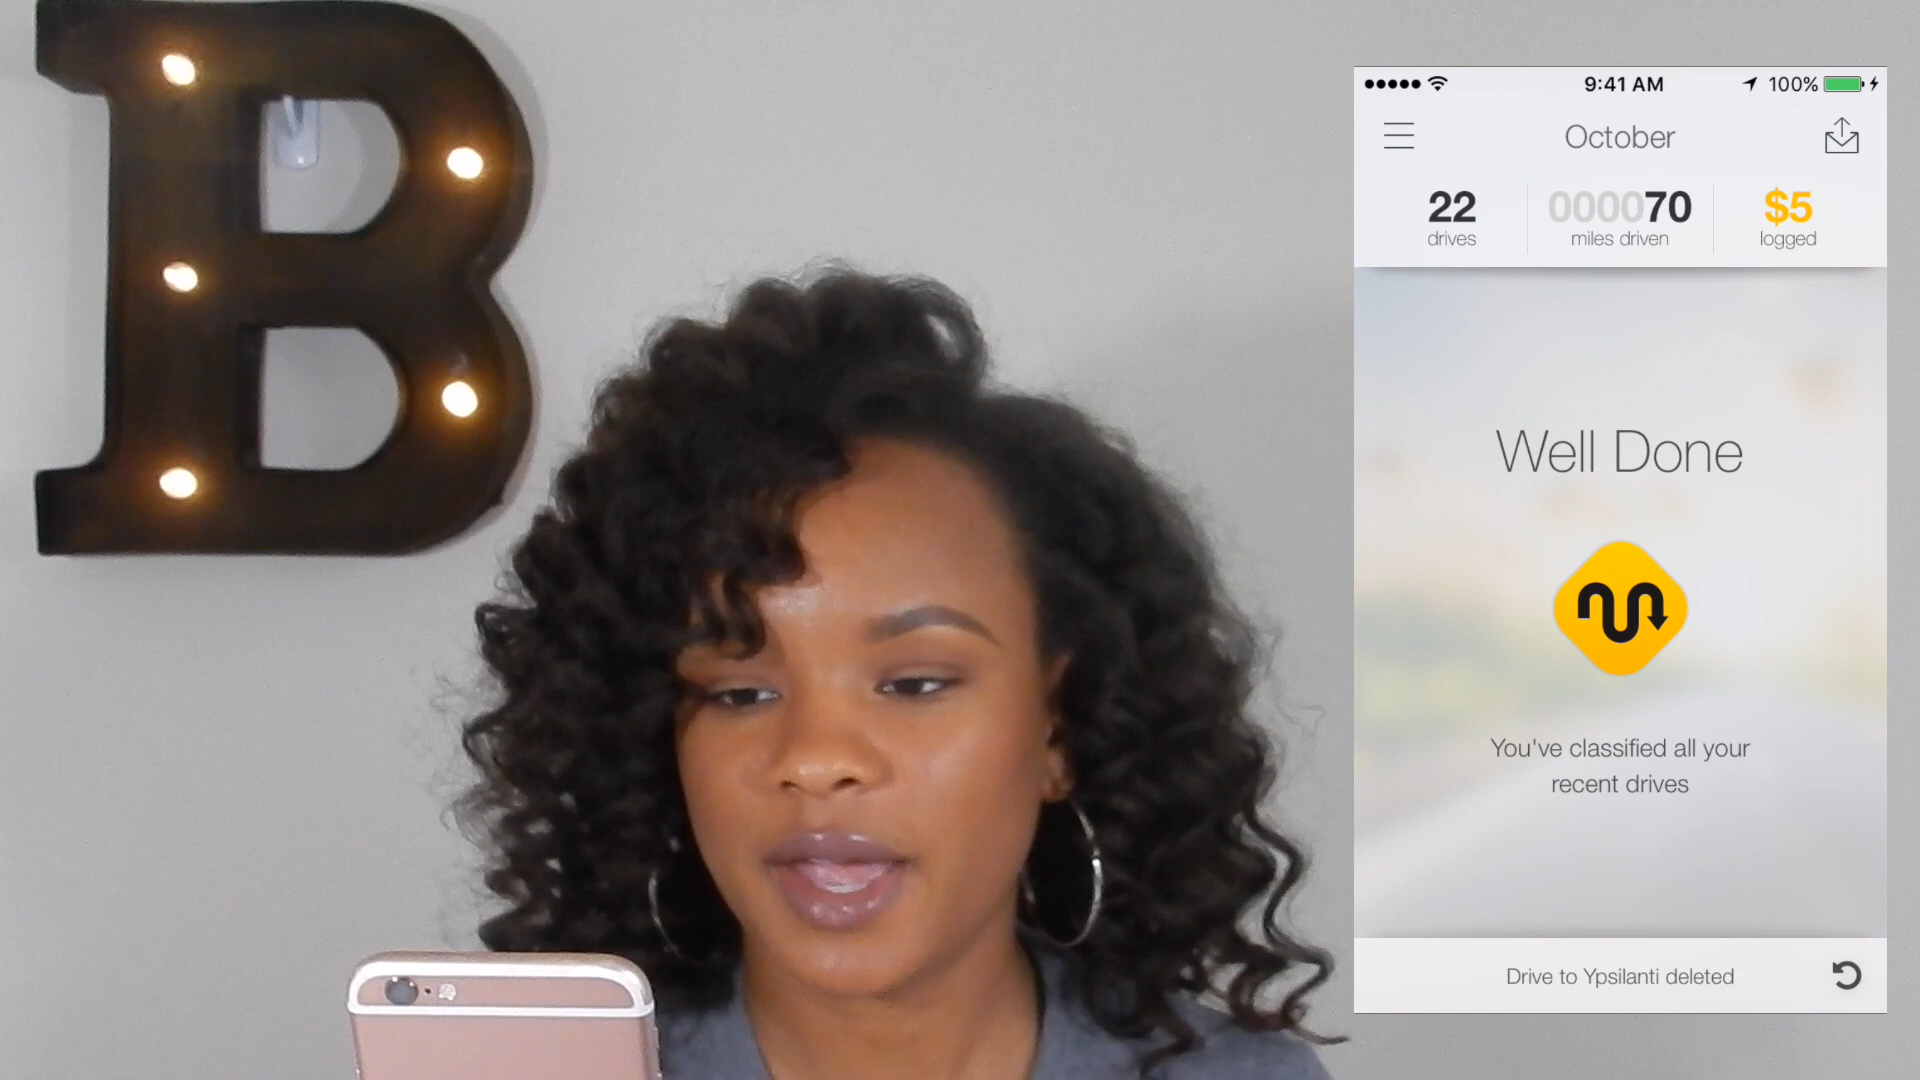 B
9:41 AM
100%
October
22
drives
000070
miles driven
$5
logged
Well Done
You've classified all your
recent drives
Drive to Ypsilanti deleted